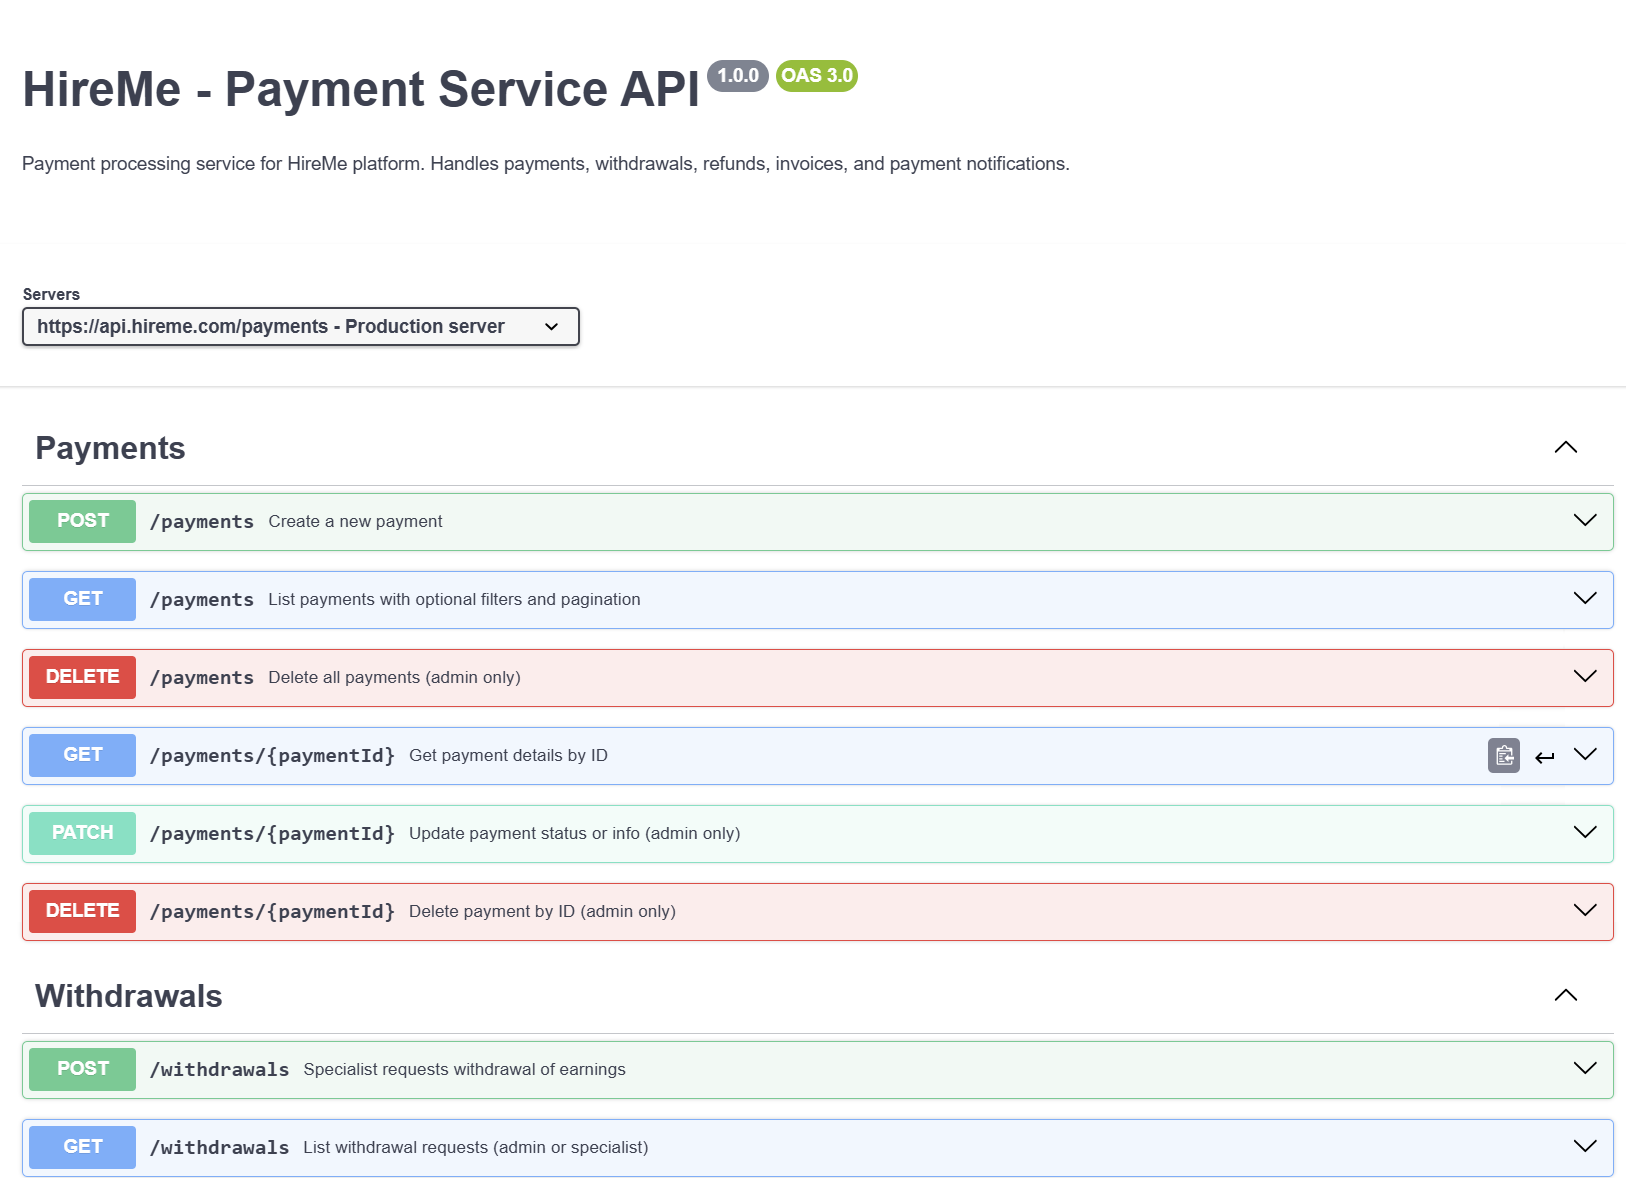 HireMe - Payment Service API 1.0.0 OAS 3.0
Payment processing service for HireMe platform. Handles payments, withdrawals, refunds, invoices, and payment notifications.
Servers
https://api.hireme.com/payments - Production server
Payments
POST /payments Create a new payment
GET /payments List payments with optional filters and pagination
DELETE /payments Delete all payments (admin only)
GET /payments/{paymentId} Get payment details by ID
PATCH /payments/{paymentId} Update payment status or info (admin only)
DELETE /payments/{paymentId} Delete payment by ID (admin only)
Withdrawals
POST /withdrawals Specialist requests withdrawal of earnings
GET /withdrawals List withdrawal requests (admin or specialist)